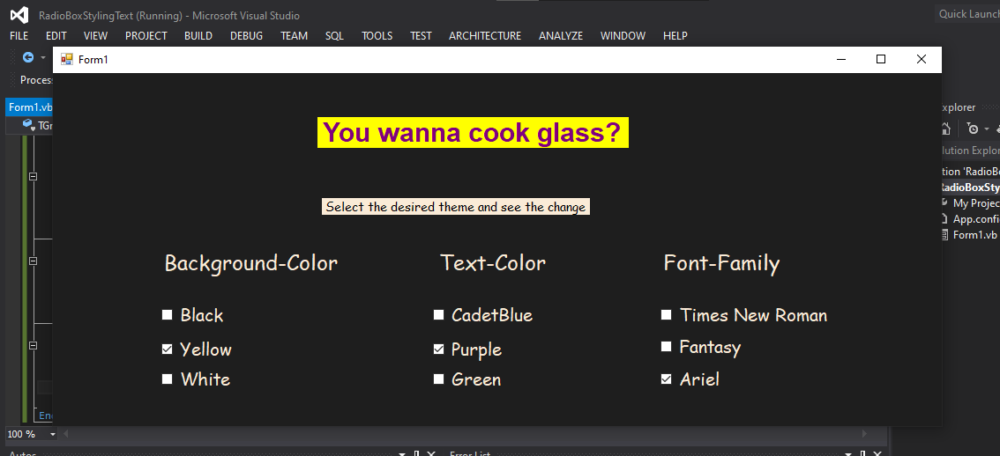 RadioBoxStylingText (Running) - Microsoft Visual Studio
Quick Launch
FILE EDIT VIEW PROJECT BUILD DEBUG TEAM SQL TOOLS TEST ARCHITECTURE ANALYZE WINDOW HELP
Form1
Proces
Form1.vb
xplorer
TGr
You wanna cook glass?
lution Explor
tion 'RadioB
RadioBoxSty
Select the desired theme and see the change
My Projec
App.confi
Form1.vb
Background-Color Text-Color Font-Family
Black CadetBlue Times New Roman
Yellow Purple Fantasy
White Green Ariel
En
100 %
Autos Error List